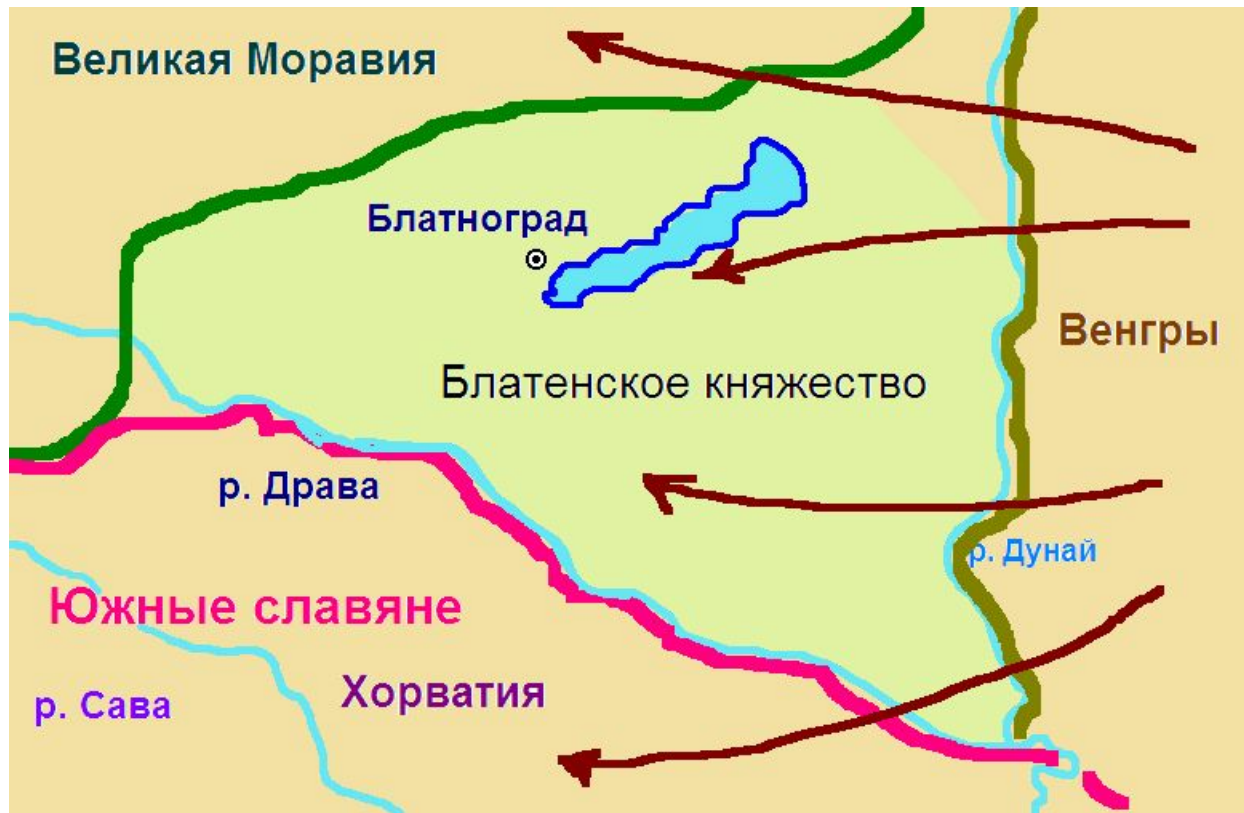 Великая Моравия
Блатноград
Венгры
Блатенское княжество
р. Драва
р. Дунай
Южные славяне
Хорватия
р. Сава